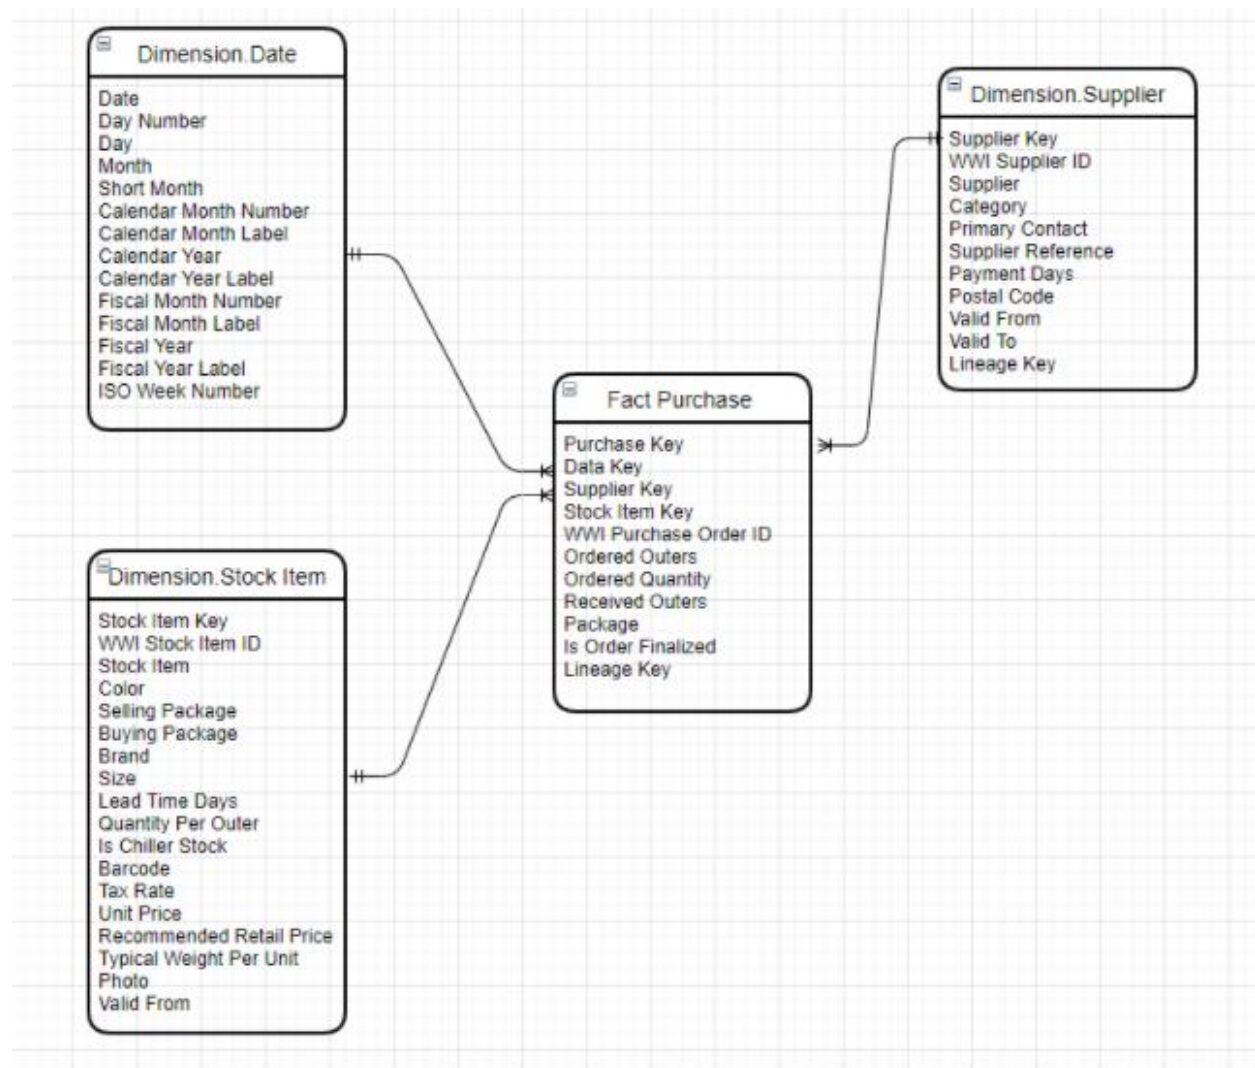 Dimension.Date
Date
Day Number
Day
Month
Short Month
Calendar Month Number
Calendar Month Label
Calendar Year
Calendar Year Label
Fiscal Month Number
Fiscal Month Label
Fiscal Year
Fiscal Year Label
ISO Week Number
Dimension.Supplier
Supplier Key
WWI Supplier ID
Supplier
Category
Primary Contact
Supplier Reference
Payment Days
Postal Code
Valid From
Valid To
Lineage Key
Fact Purchase
Purchase Key
Data Key
Supplier Key
Stock Item Key
WWI Purchase Order ID
Ordered Outers
Ordered Quantity
Received Outers
Package
Is Order Finalized
Lineage Key
Dimension.Stock Item
Stock Item Key
WWI Stock Item ID
Stock Item
Color
Selling Package
Buying Package
Brand
Size
Lead Time Days
Quantity Per Outer
Is Chiller Stock
Barcode
Tax Rate
Unit Price
Recommended Retail Price
Typical Weight Per Unit
Photo
Valid From